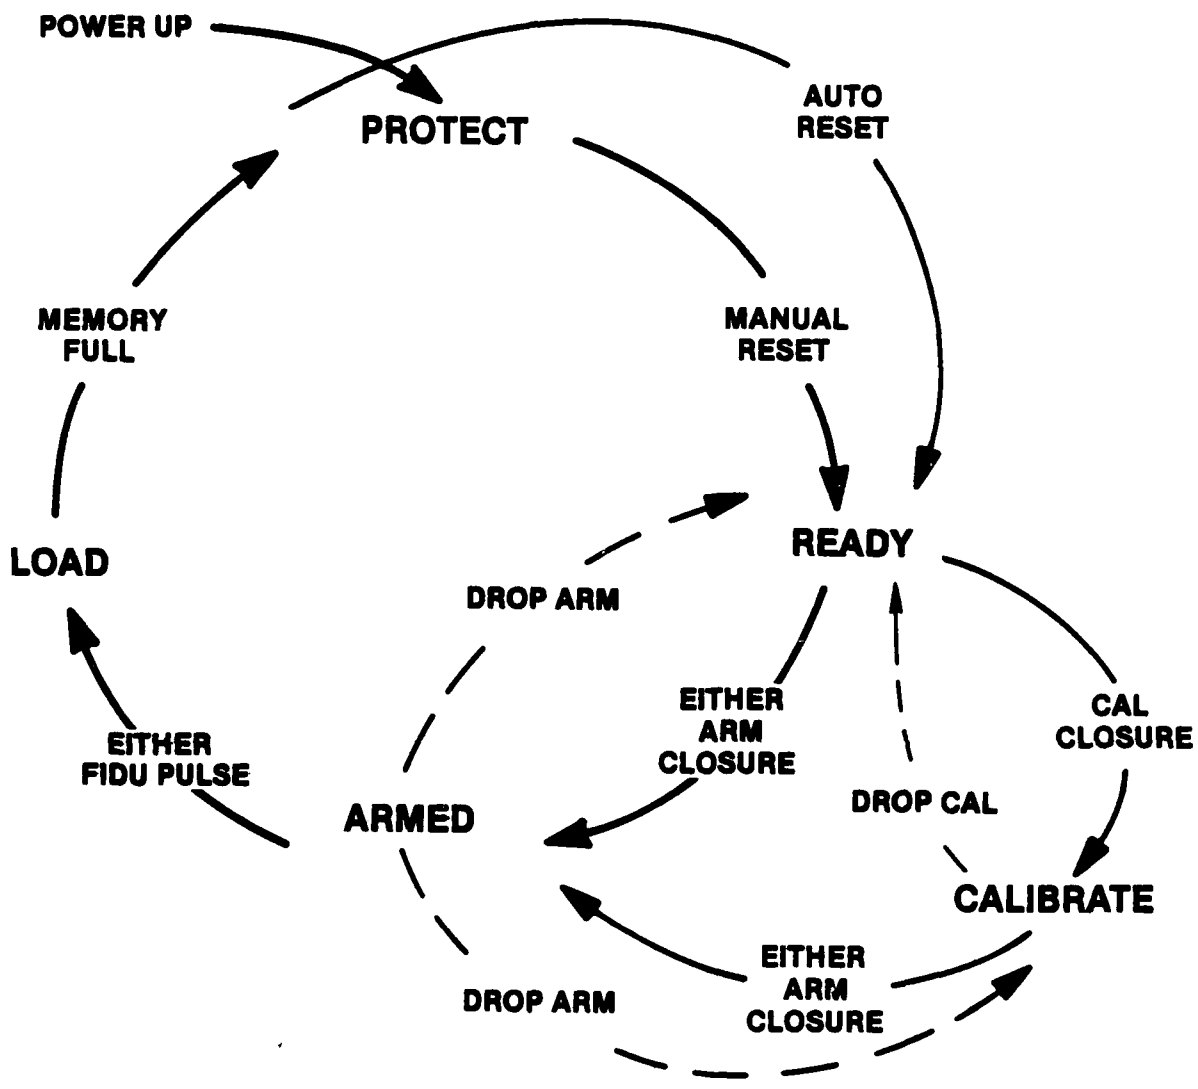 POWER UP
AUTO
RESET
PROTECT
MEMORY
FULL
MANUAL
RESET
READY
LOAD
DROP ARM
EITHER
ARM
CLOSURE
CAL
CLOSURE
EITHER
FIDU PULSE
DROP CAL
ARMED
CALIBRATE
EITHER
ARM
CLOSURE
DROP ARM